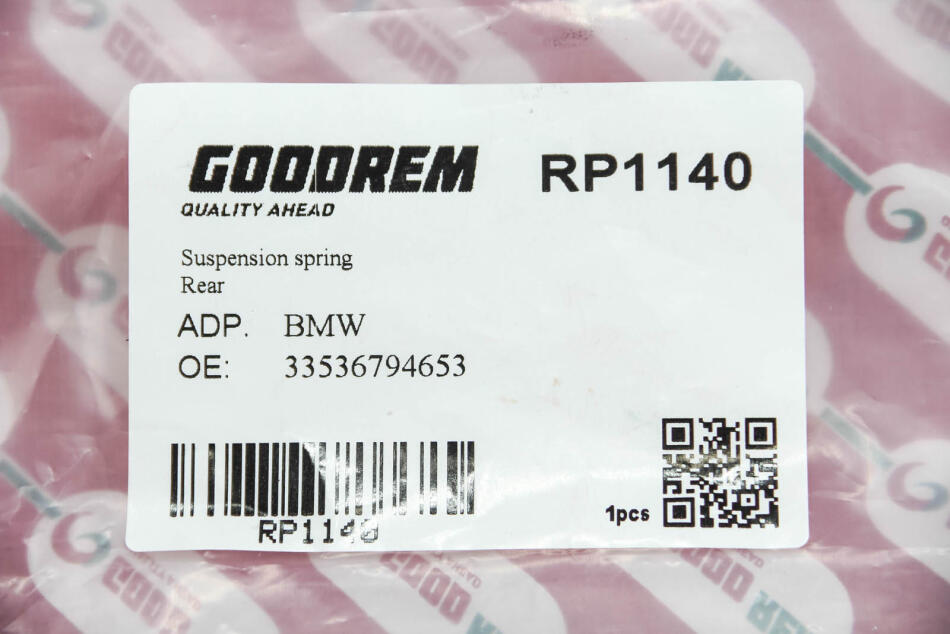 GOODREM RP1140
QUALITY AHEAD
Suspension spring
Rear
ADP. BMW
OE: 33536794653
RP1140
1pcs